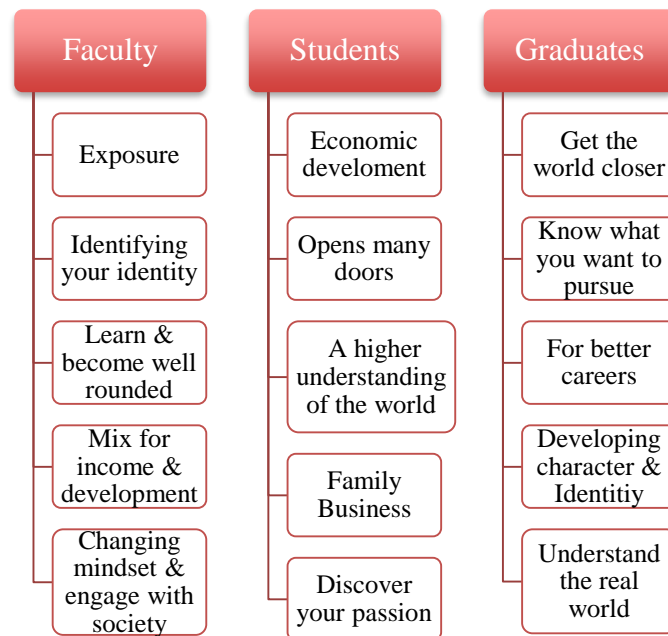 Faculty
Exposure
Identifying
your identity
Learn &
become well
rounded
Mix for
income &
development
Changing
mindset &
engage with
society
Students
Economic
develoment
Opens many
doors
A higher
understanding
of the world
Family
Business
Discover
your passion
Graduates
Get the
world closer
Know what
you want to
pursue
For better
careers
Developing
character &
Identitiy
Understand
the real
world